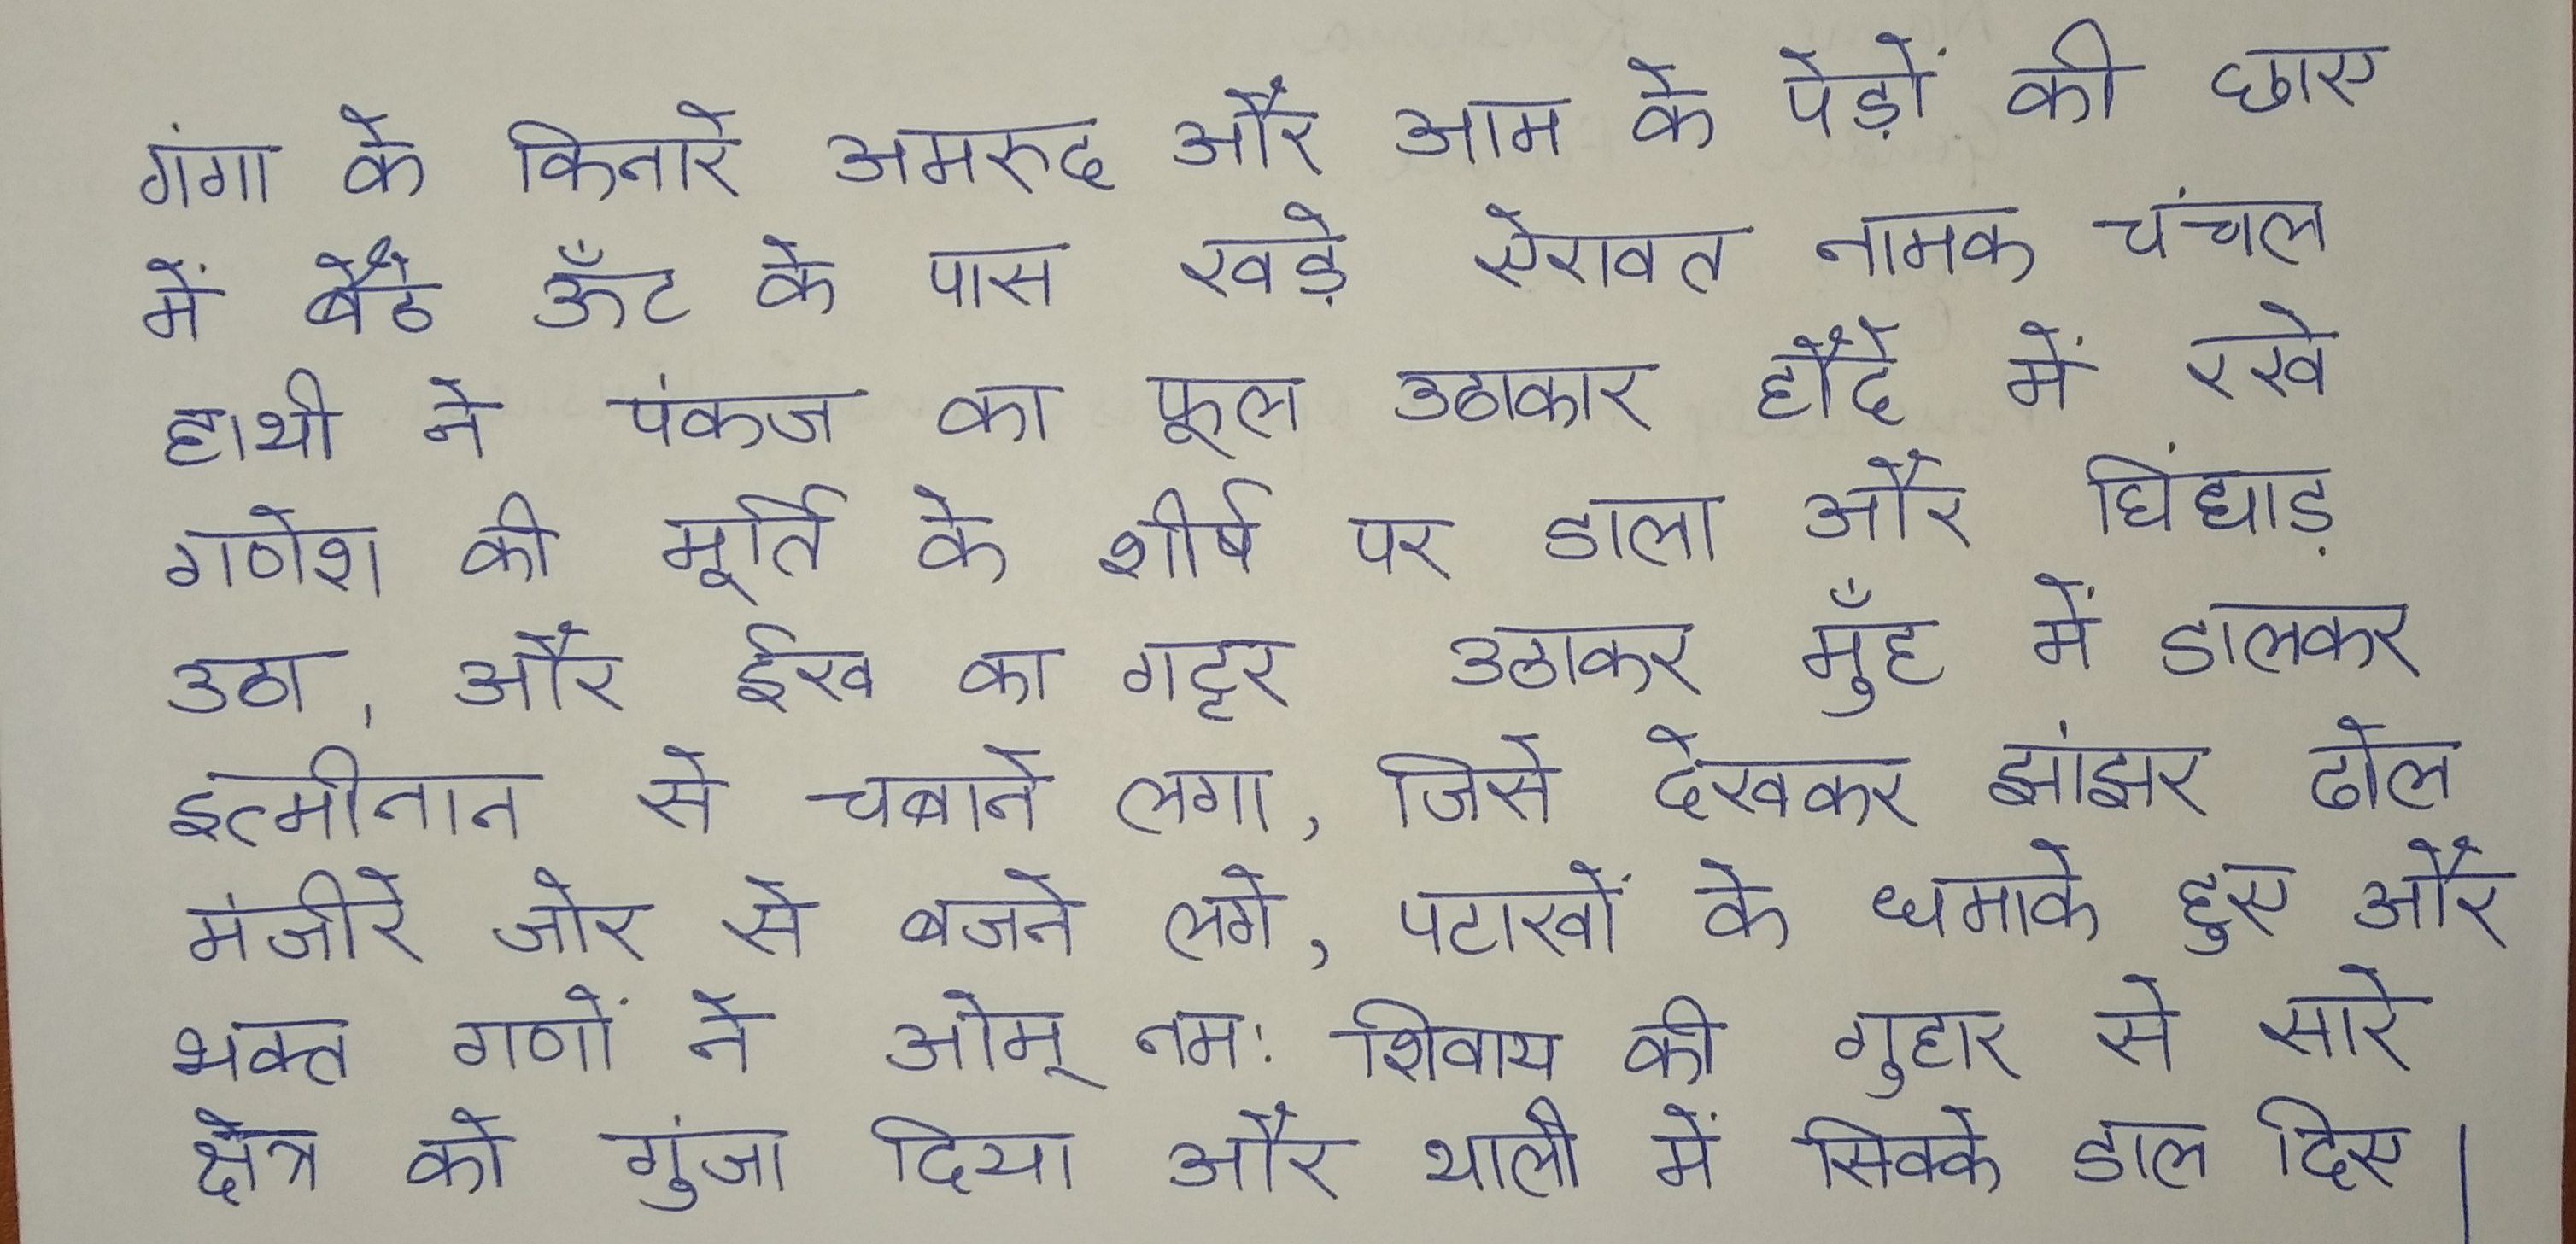 गंगा के किनारे अमरुद और आम के पेड़ों की छाए
में बैठे ऊँट के पास खड़े ऐरावत नामक चंचल
हाथी ने पंकज का फूल उठाकार हौदे में रखे
गणेश की मूर्ति के शीर्ष पर डाला और घिंघाड़
उठा, और ईख का गट्टर उठाकर मुँह में डालकर
इत्मीनान से चबाने लगा, जिसे देखकर झांझर ढोल
मंजीरे जोर से बजने लगे, पटाखों के धमाके हुए और
भक्त गणों ने ओम् नमः शिवाय की गुहार से सारे
क्षेत्र को गुंजा दिया और थाली में सिक्के डाल दिए।